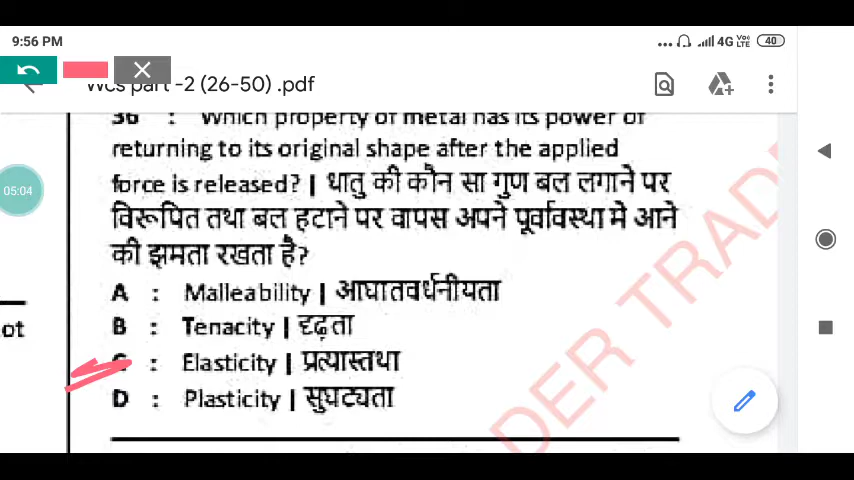 9:56 PM
... 4G Vo LTE 40
Wcs part -2 (26-50) .pdf
05:04
36 : Which property of metal has its power of
returning to its original shape after the applied
force is released? | धातु की कौन सा गुण बल लगाने पर
विरूपित तथा बल हटाने पर वापस अपने पूर्वावस्था मे आने
की झमता रखता है?
A : Malleability | आघातवर्धनीयता
B : Tenacity | दृढ़ता
C : Elasticity | प्रत्यास्तथा
D : Plasticity | सुघट्यता
ot
DER TRAD